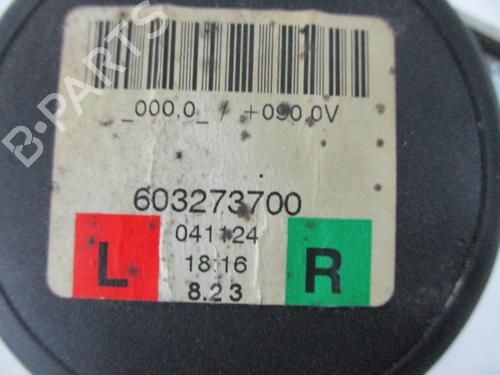 B-PARTS
_000,0_ / +090,0V
603273700
041124
L R
18:16
8.23